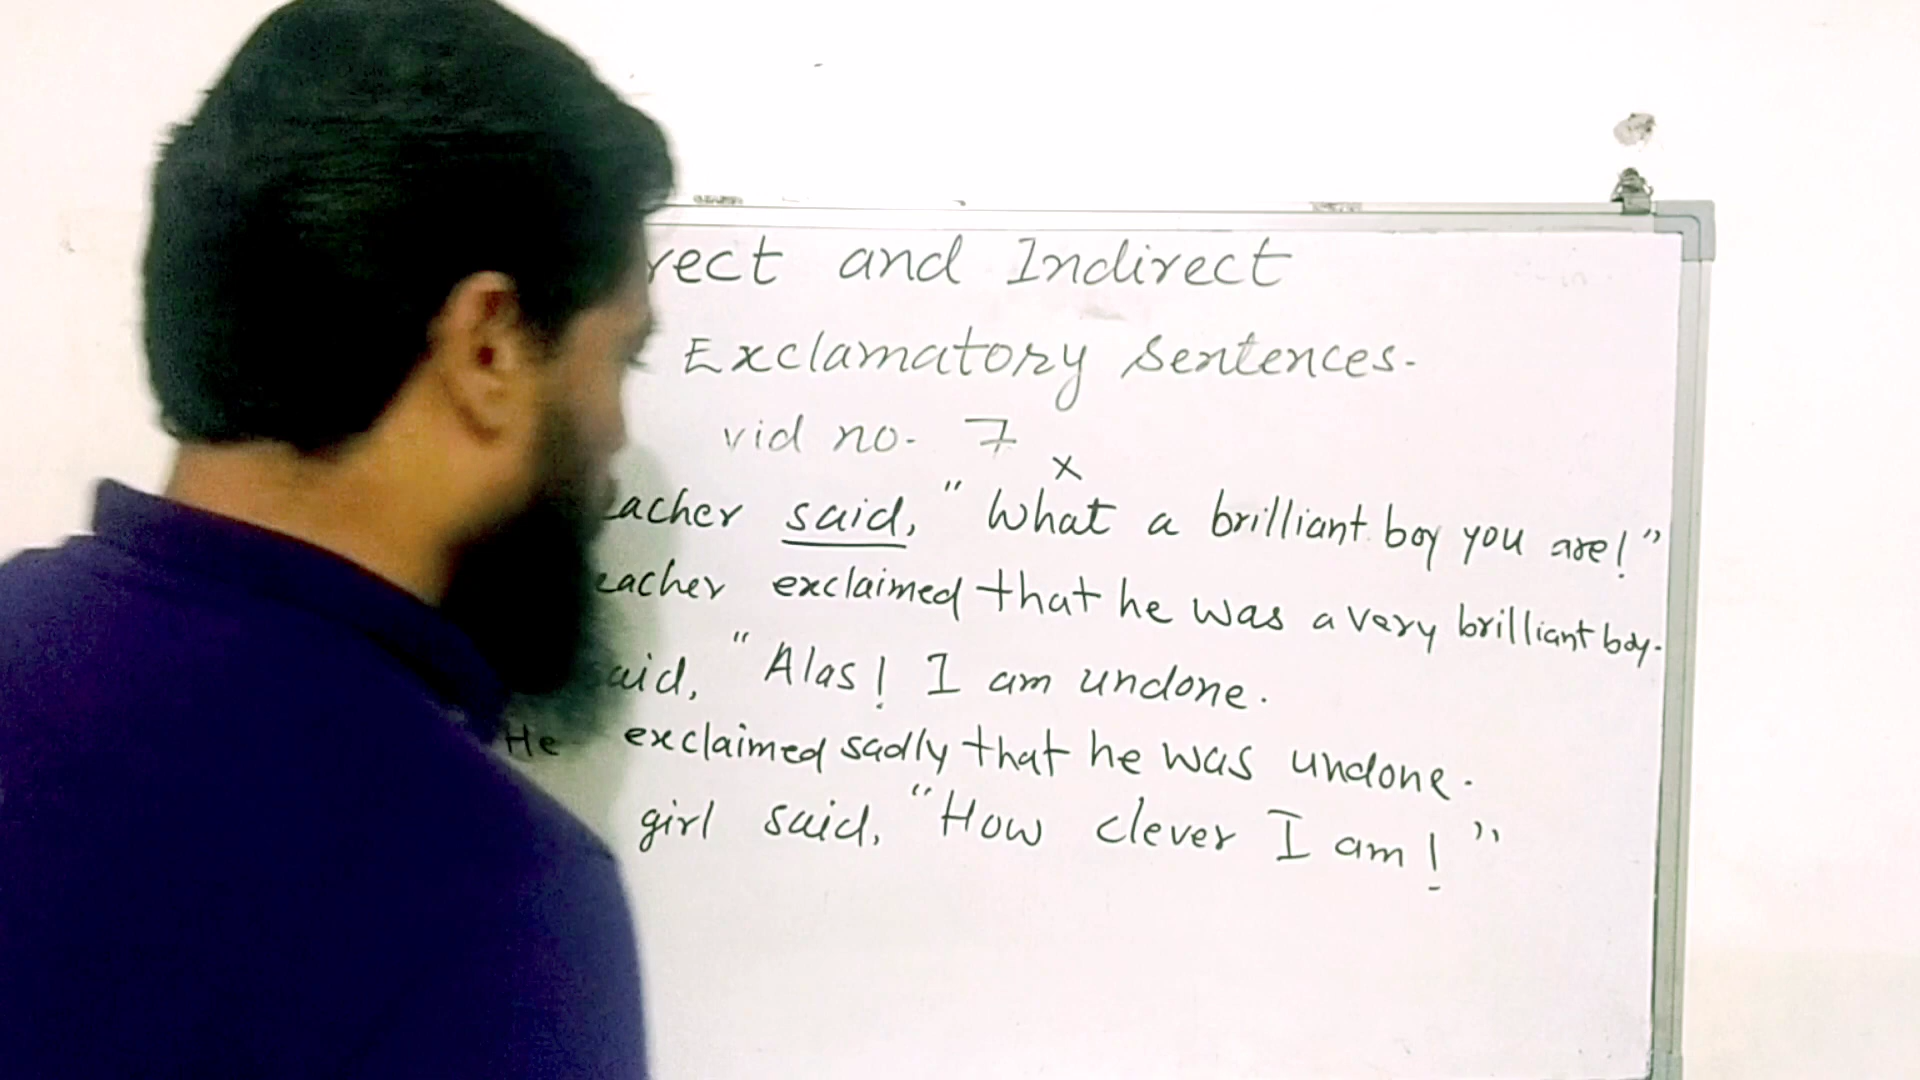 rect and Indirect
Exclamatory Sentences.
vid no. 7
x
acher said, "What a brilliant boy you are!"
eacher exclaimed that he was a very brilliant boy.
aid, "Alas! I am undone.
He exclaimed sadly that he was undone.
girl said, "How clever I am!"